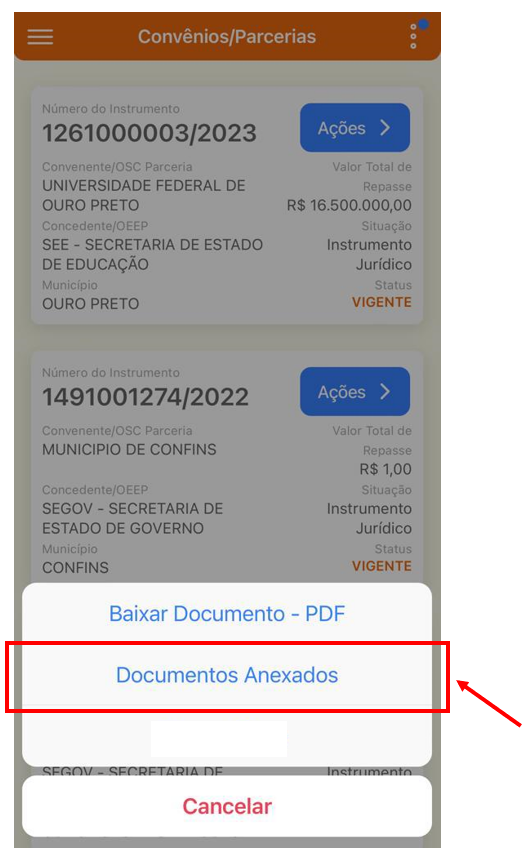 Convênios/Parcerias
Número do Instrumento
1261000003/2023
Ações
Convenente/OSC Parceria
Valor Total de
UNIVERSIDADE FEDERAL DE
Repasse
OURO PRETO
R$ 16.500.000,00
Concedente/OEEP
Situação
SEE - SECRETARIA DE ESTADO
Instrumento
DE EDUCAÇÃO
Jurídico
Município
Status
OURO PRETO
VIGENTE
Número do Instrumento
1491001274/2022
Ações
Convenente/OSC Parceria
Valor Total de
MUNICIPIO DE CONFINS
Repasse
R$ 1,00
Concedente/OEEP
Situação
SEGOV - SECRETARIA DE
Instrumento
ESTADO DE GOVERNO
Jurídico
Município
Status
CONFINS
VIGENTE
Baixar Documento - PDF
Documentos Anexados
SEGOV - SECRETARIA DE
Instrumento
Cancelar